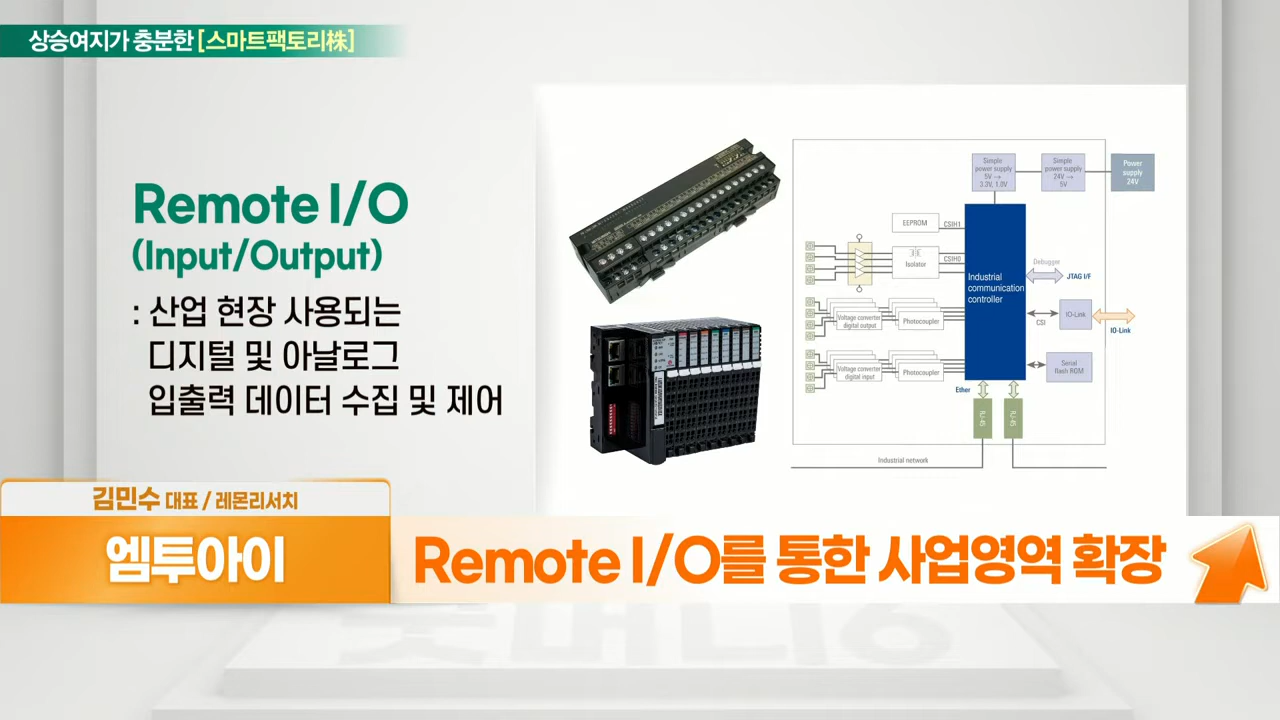 상승여지가 충분한 [스마트팩토리株]
Remote I/O
(Input/Output)
: 산업 현장 사용되는
디지털 및 아날로그
입출력 데이터 수집 및 제어
Simple
power supply
5V →
3.3V, 1.0V
Simple
power supply
24V →
5V
Power
supply
24V
EEPROM
CSIH1
Isolator
CSIH0
Industrial
communication
controller
Debugger
JTAG I/F
Voltage converter
digital output
Photocoupler
CSI
IO-Link
IO-Link
Voltage converter
digital input
Photocoupler
Serial
flash ROM
Ether
RJ-45
RJ-45
Industrial network
김민수 대표 / 레몬리서치
엠투아이
Remote I/O를 통한 사업영역 확장
굿머니6